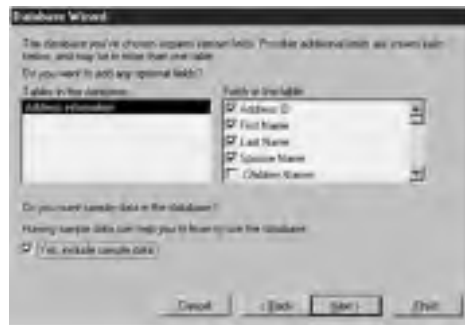 Database Wizard
The database you've chosen requires certain fields. Possible additional fields are shown italic
below, and may be in more than one table.
Do you want to add any optional fields?
Tables in the database: Fields in the table:
Address information
Address ID
First Name
Last Name
Spouse Name
Children Names
Do you want sample data in the database?
Having sample data can help you to learn to use the database.
Yes, include sample data.
Cancel < Back Next > Finish